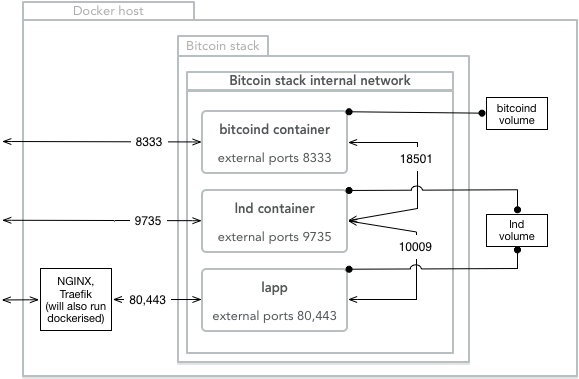 Docker host
Bitcoin stack
Bitcoin stack internal network
bitcoind container
external ports 8333
bitcoind
volume
8333
18501
lnd container
external ports 9735
9735
lnd
volume
10009
NGINX,
Traefik
(will also run
dockerised)
80,443
lapp
external ports 80,443